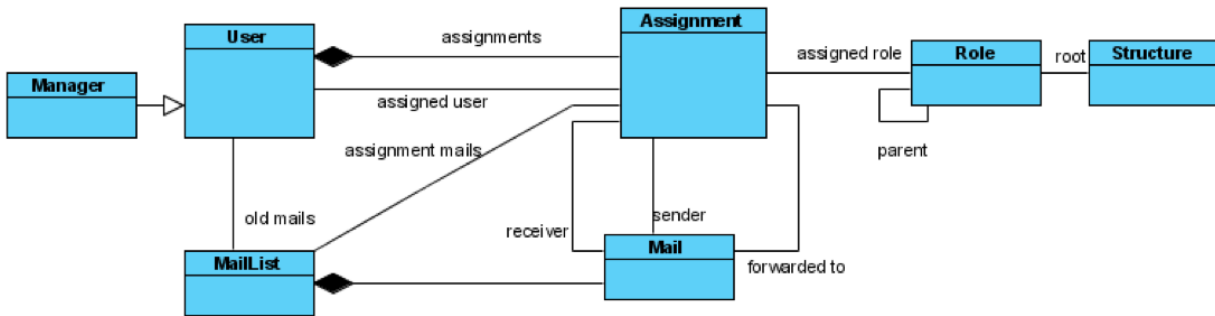 Assignment
User
assignments
assigned role
Role
root
Structure
Manager
assigned user
assignment mails
parent
old mails
sender
receiver
Mail
MailList
forwarded to